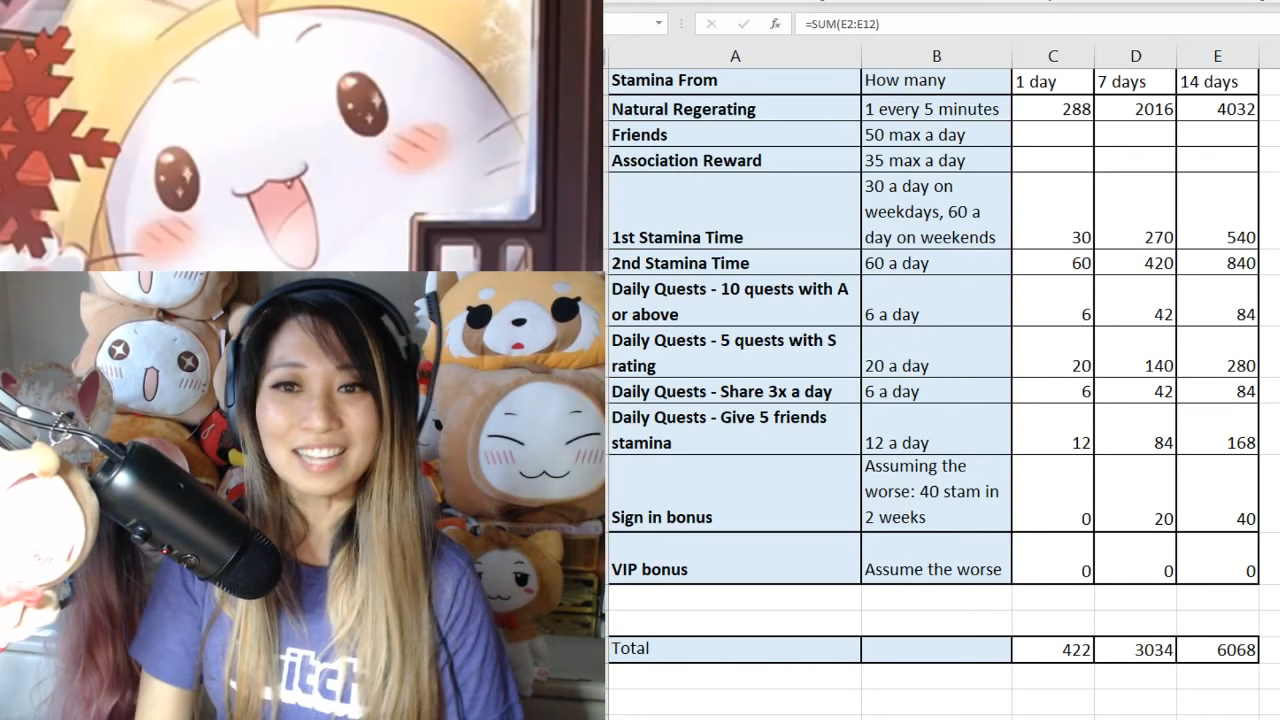 =SUM(E2:E12)
A B C D E
Stamina From How many 1 day 7 days 14 days
Natural Regerating 1 every 5 minutes 288 2016 4032
Friends 50 max a day
Association Reward 35 max a day
30 a day on
weekdays, 60 a
1st Stamina Time day on weekends 30 270 540
2nd Stamina Time 60 a day 60 420 840
Daily Quests - 10 quests with A
or above 6 a day 6 42 84
Daily Quests - 5 quests with S
rating 20 a day 20 140 280
Daily Quests - Share 3x a day 6 a day 6 42 84
Daily Quests - Give 5 friends
stamina 12 a day 12 84 168
Assuming the
worse: 40 stam in
Sign in bonus 2 weeks 0 20 40
VIP bonus Assume the worse 0 0 0
Total 422 3034 6068
twitch